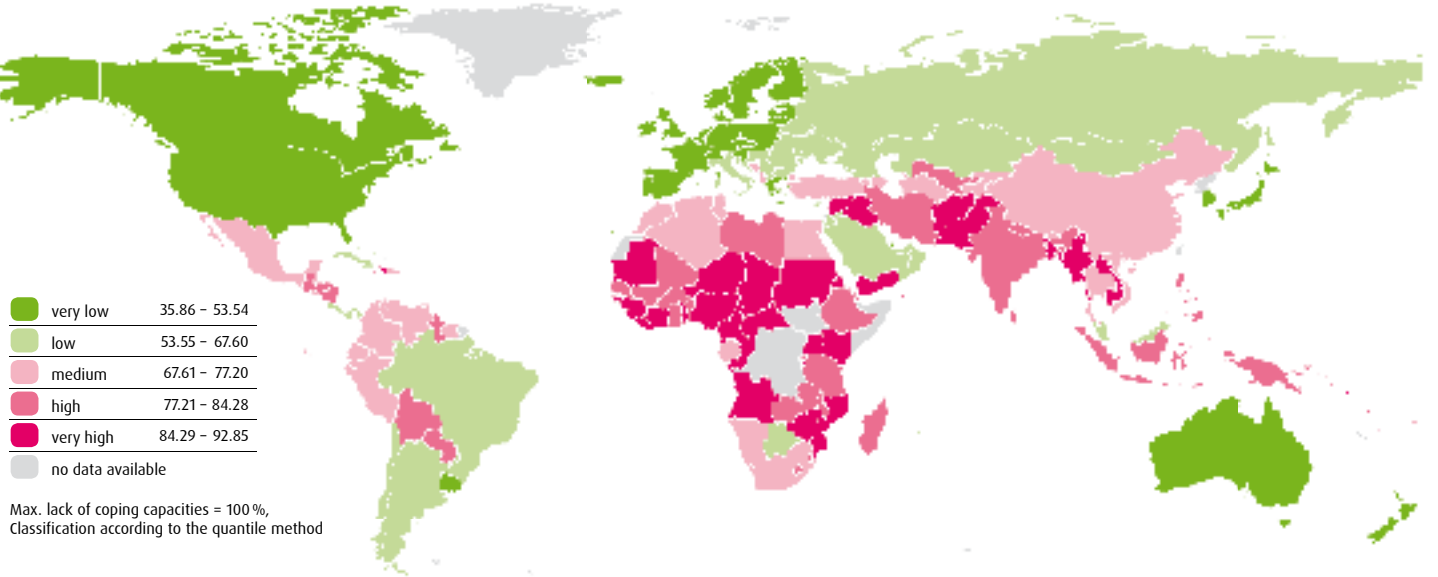 very low 35.86 – 53.54
low 53.55 – 67.60
medium 67.61 – 77.20
high 77.21 – 84.28
very high 84.29 – 92.85
no data available
Max. lack of coping capacities = 100 %,
Classification according to the quantile method